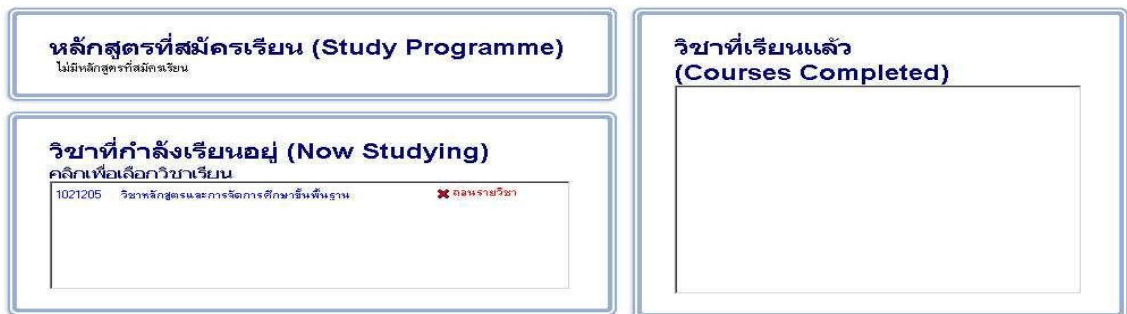 หลักสูตรที่สมัครเรียน (Study Programme)
ไม่มีหลักสูตรที่สมัครเรียน
วิชาที่กำลังเรียนอยู่ (Now Studying)
คลิกเพื่อเลือกวิชาเรียน
1021205 วิชาหลักสูตรและการจัดการศึกษาขั้นพื้นฐาน ถอนรายวิชา
วิชาที่เรียนแล้ว
(Courses Completed)